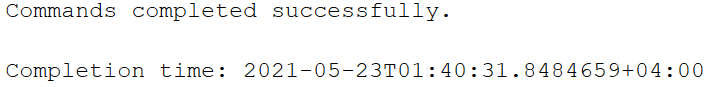 Commands completed successfully.
Completion time: 2021-05-23T01:40:31.8484659+04:00